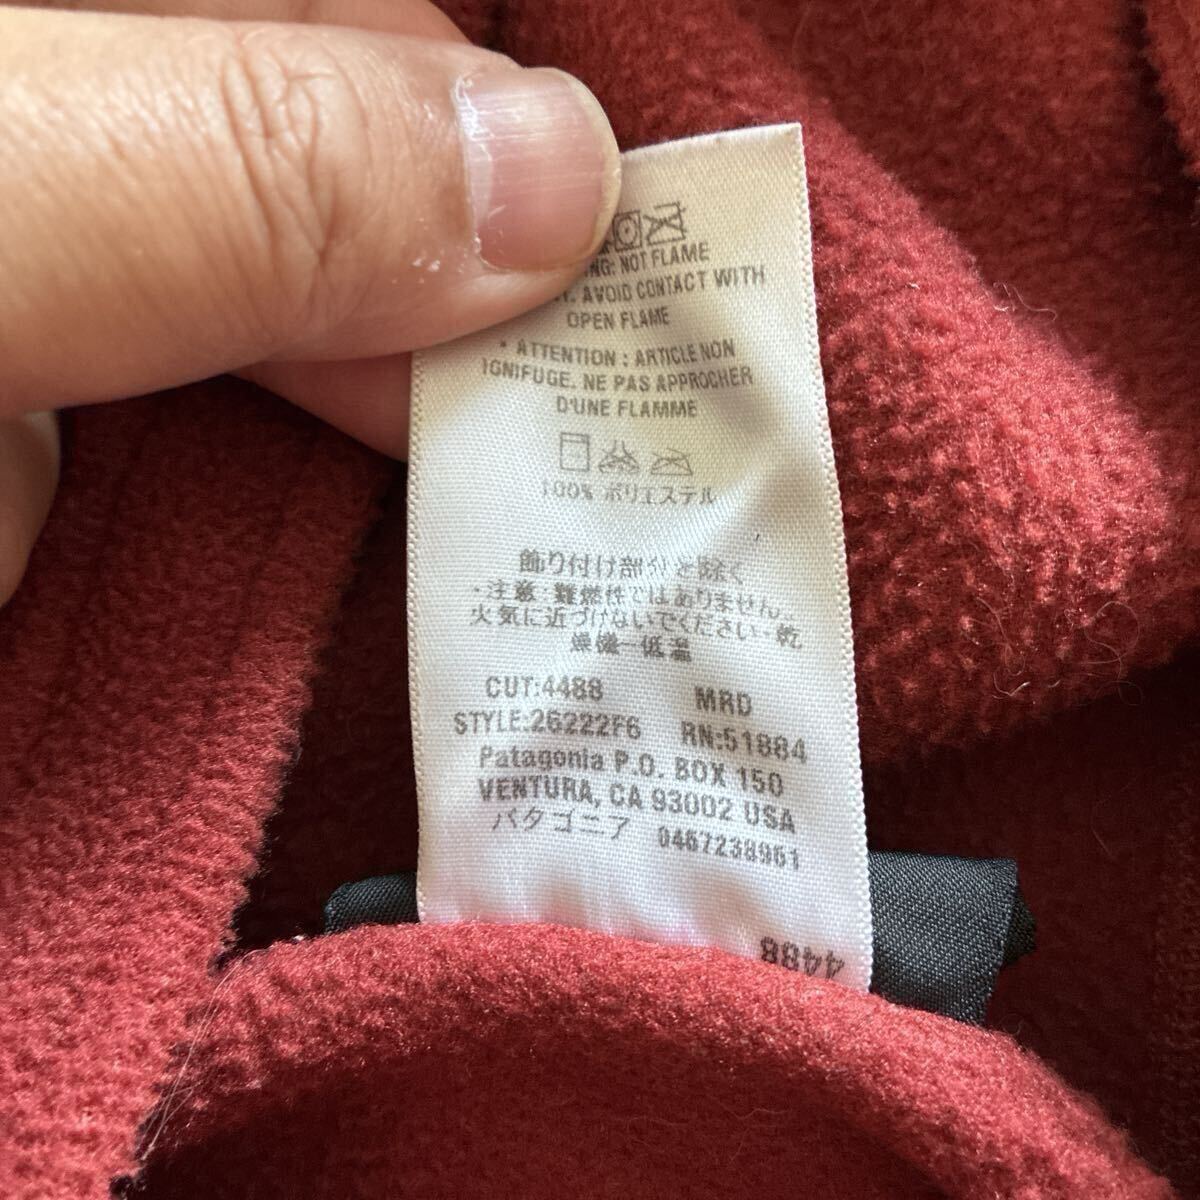 NOT FLAME
AVOID CONTACT WITH
OPEN FLAME
• ATTENTION : ARTICLE NON
IGNIFUGE. NE PAS APPROCHER
D'UNE FLAMME
100% ポリエステル
飾り付け部分を除く
・注意:難燃性ではありません。
火気に近づけないでください・乾
燥機ー低温
CUT:4488 MRD
STYLE:26222F6 RN:51884
Patagonia P.O. BOX 150
VENTURA, CA 93002 USA
パタゴニア 0467238961
4488